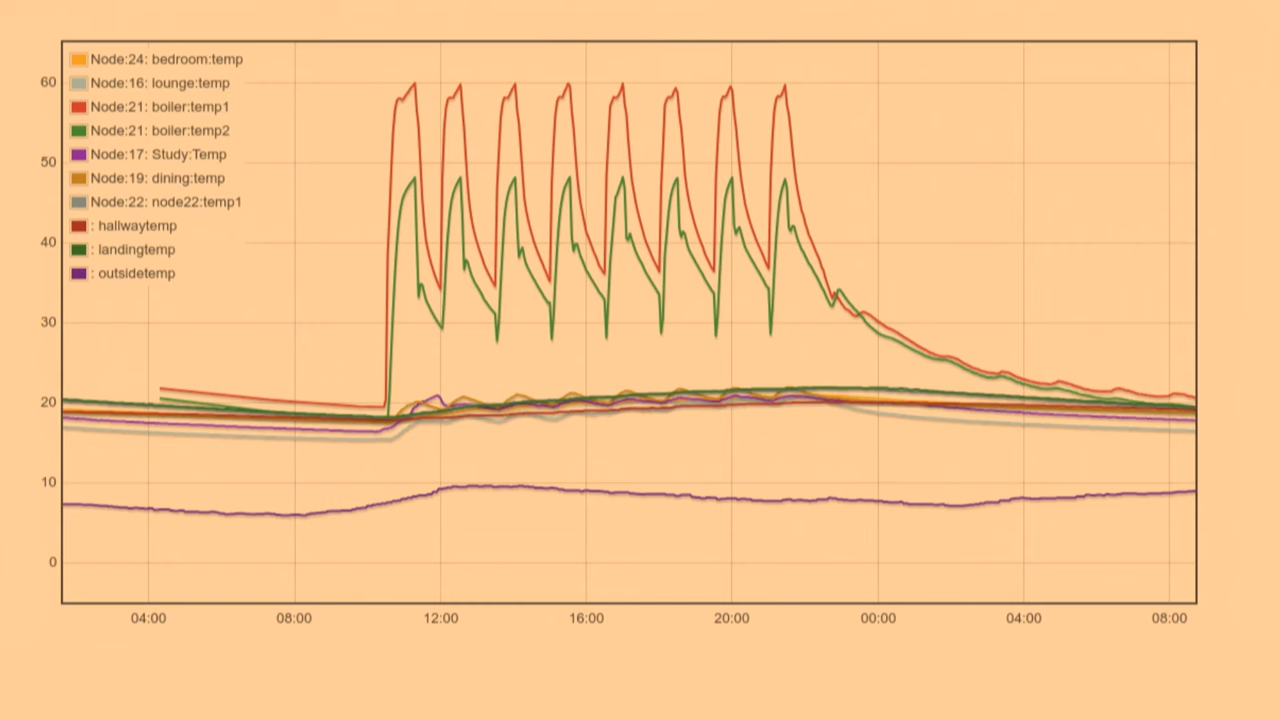 Node:24: bedroom:temp
Node:16: lounge:temp
Node:21: boiler:temp1
Node:21: boiler:temp2
Node:17: Study:Temp
Node:19: dining:temp
Node:22: node22:temp1
: hallwaytemp
: landingtemp
: outsidetemp
60
50
40
30
20
10
0
04:00 08:00 12:00 16:00 20:00 00:00 04:00 08:00